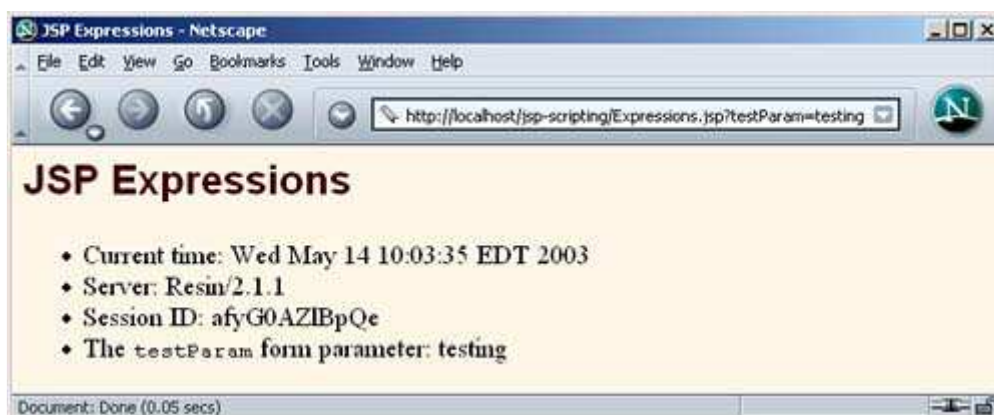 JSP Expressions - Netscape
File Edit View Go Bookmarks Tools Window Help
http://localhost/jsp-scripting/Expressions.jsp?testParam=testing
N
JSP Expressions
• Current time: Wed May 14 10:03:35 EDT 2003
• Server: Resin/2.1.1
• Session ID: afyG0AZlBpQe
• The testParam form parameter: testing
Document: Done (0.05 secs)